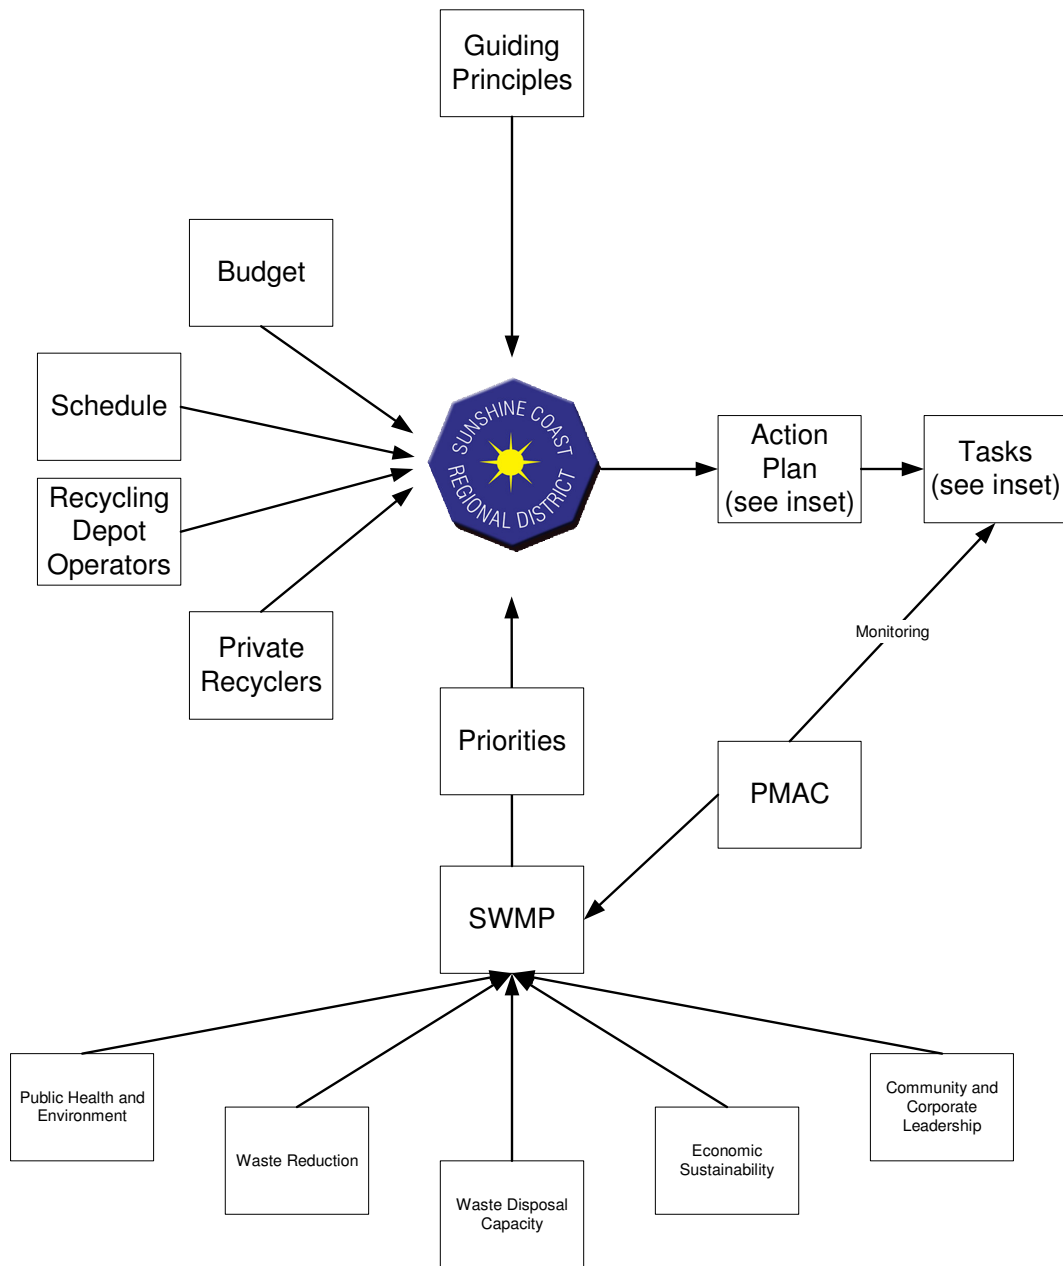 Guiding
Principles
Budget
Schedule
Recycling
Depot
Operators
Private
Recyclers
SUNSHINE COAST
REGIONAL DISTRICT
Action
Plan
(see inset)
Tasks
(see inset)
Monitoring
Priorities
PMAC
SWMP
Public Health and
Environment
Waste Reduction
Waste Disposal
Capacity
Economic
Sustainability
Community and
Corporate
Leadership